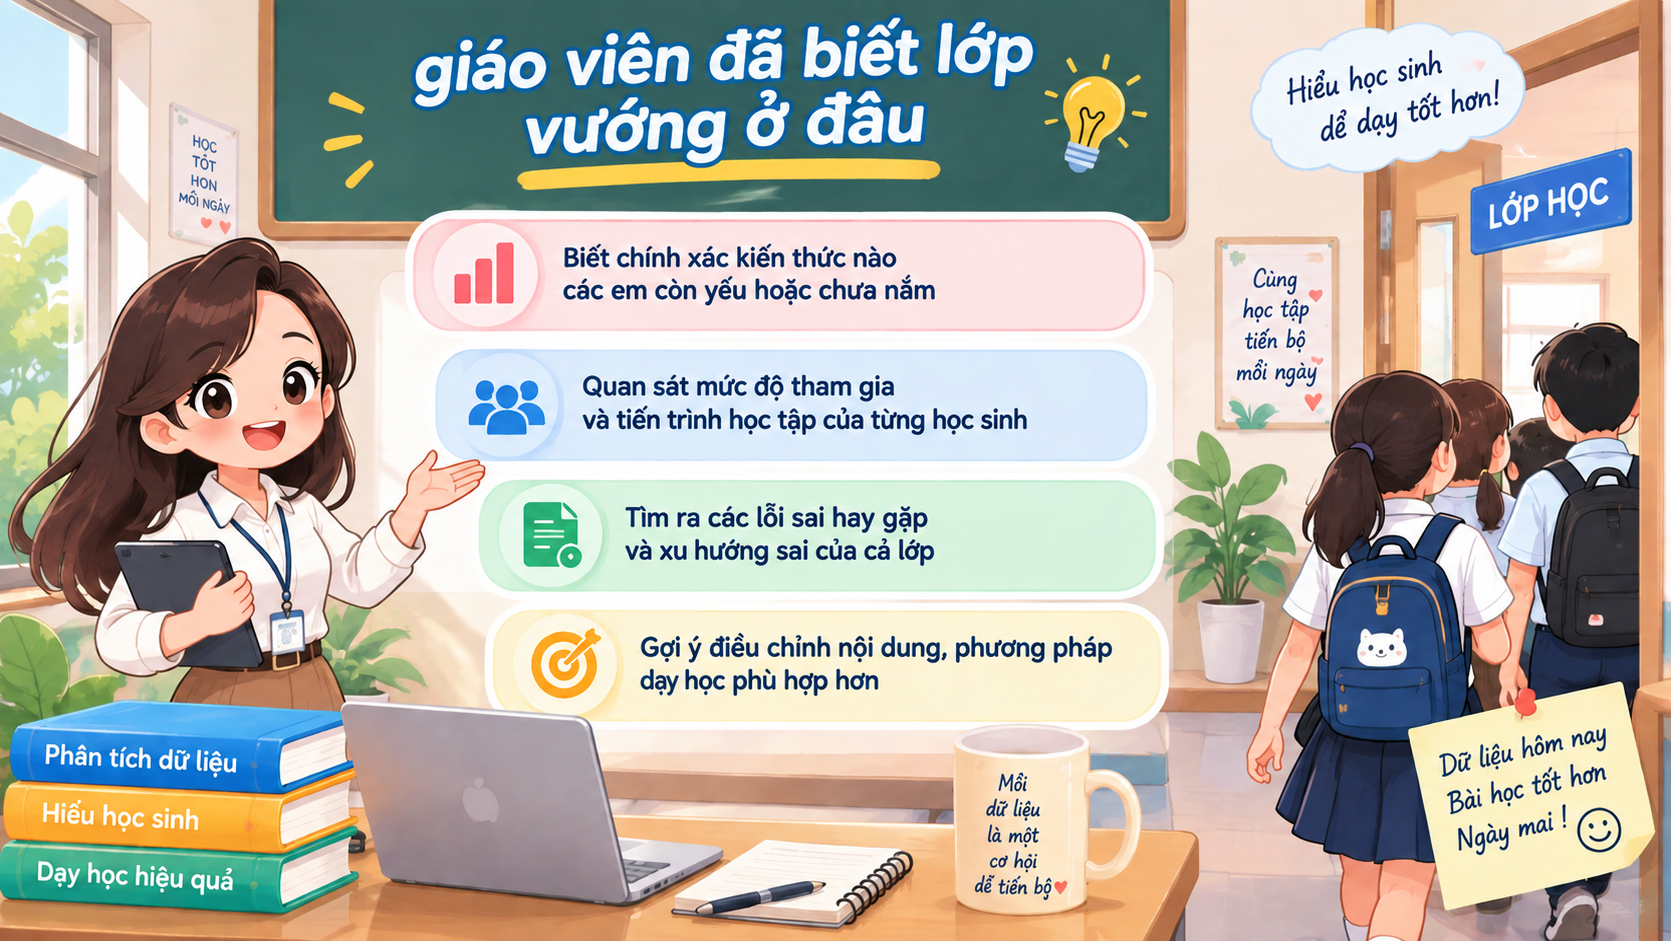 giáo viên đã biết lớp
vướng ở đâu
Hiểu học sinh
dể dạy tốt hơn!
HỌC
TỐT
HON
MÔI NGÀY
LỚP HỌC
Biết chính xác kiến thức nào
các em còn yếu hoặc chưa nắm
Cùng
học tập
tiến bộ
mỗi ngày
Quan sát mức độ tham gia
và tiến trình học tập của từng học sinh
Tìm ra các lỗi sai hay gặp
và xu hướng sai của cả lớp
Gợi ý điều chỉnh nội dung, phương pháp
dạy học phù hợp hơn
Phân tích dữ liệu
Hiếu học sinh
Dạy học hiệu quả
Mỗi
dữ liệu
là một
cơ hội
dễ tiến bộ
Dữ liệu hôm nay
Bài học tốt hơn
Ngày mai !